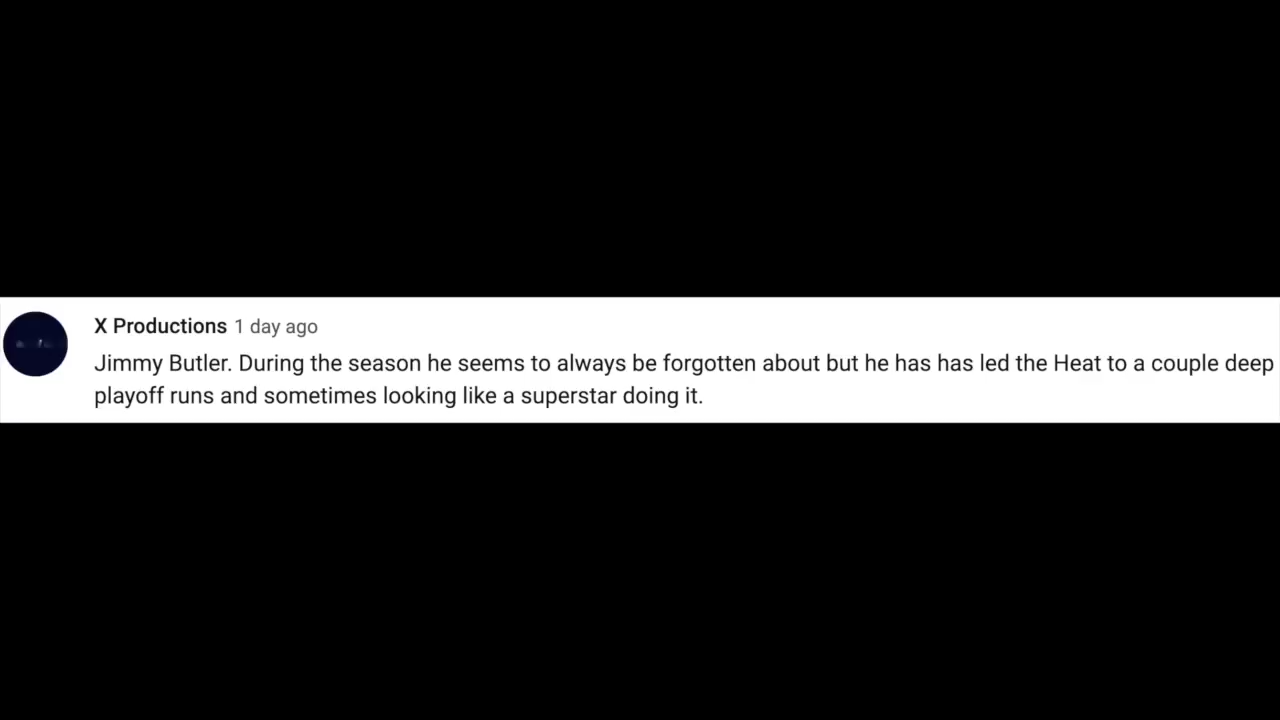 X Productions 1 day ago
Jimmy Butler. During the season he seems to always be forgotten about but he has has led the Heat to a couple deep
playoff runs and sometimes looking like a superstar doing it.